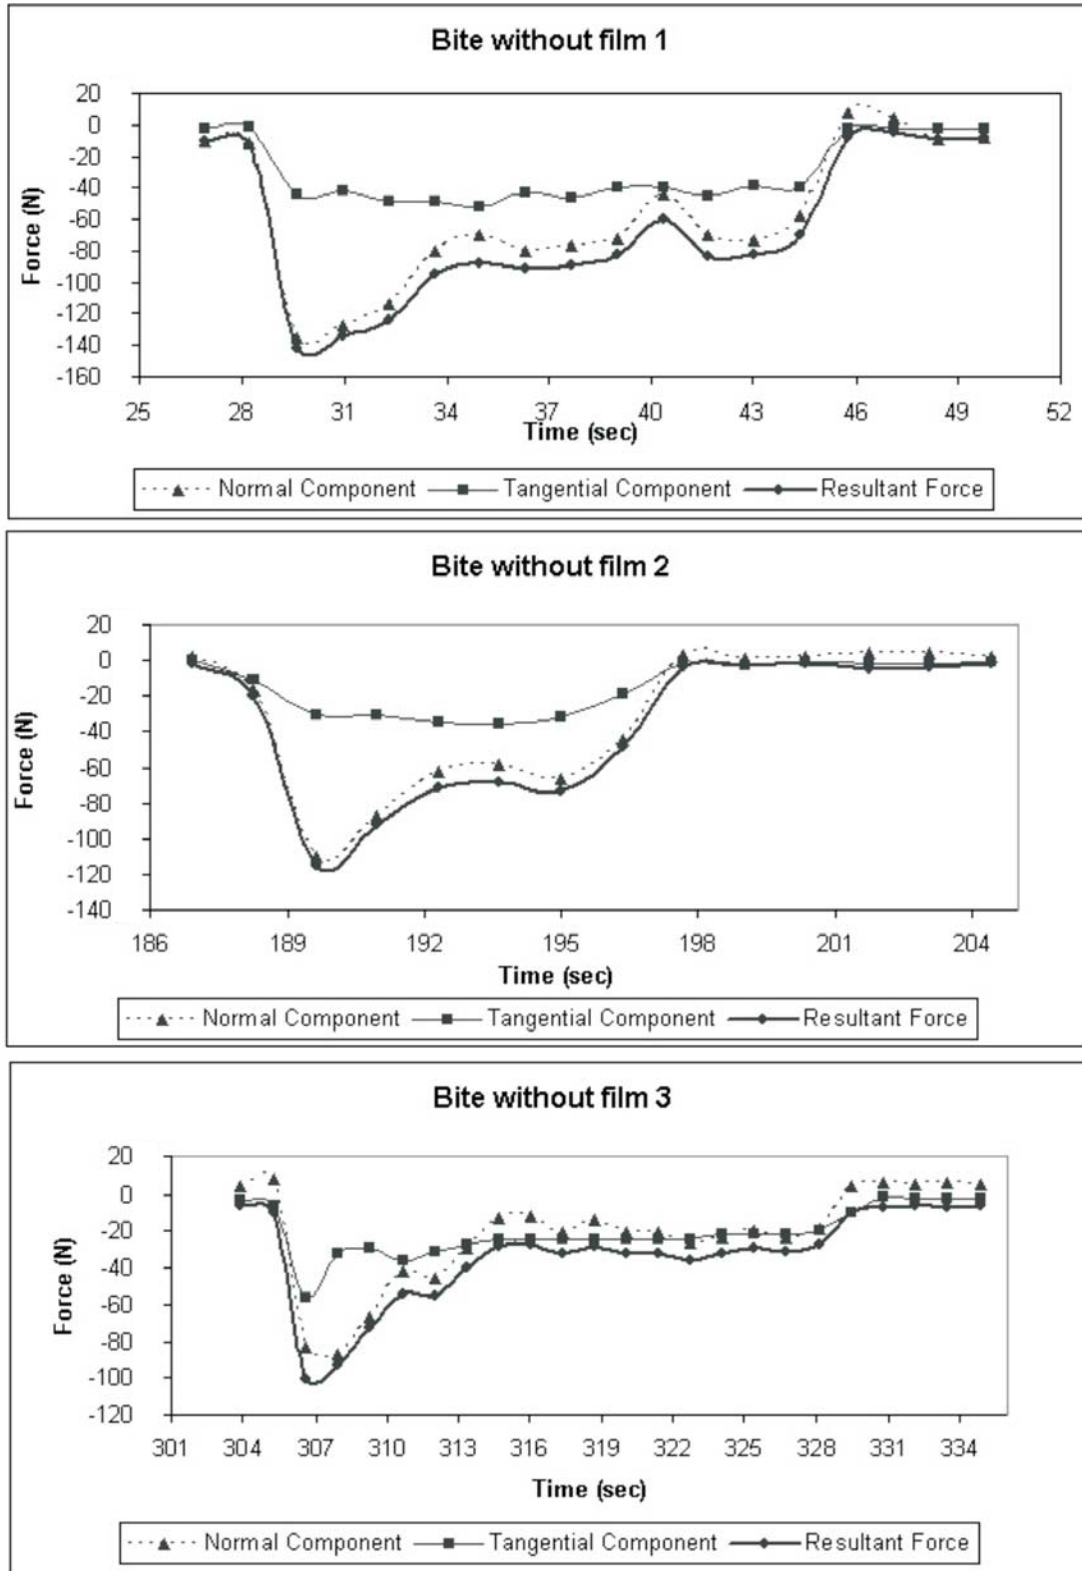 Bite without film 1
20
0
-20
-40
-60
-80
-100
-120
-140
-160
Force (N)
25 28 31 34 37 40 43 46 49 52
Time (sec)
Normal Component Tangential Component Resultant Force
Bite without film 2
20
0
-20
-40
-60
-80
-100
-120
-140
Force (N)
186 189 192 195 198 201 204
Time (sec)
Normal Component Tangential Component Resultant Force
Bite without film 3
20
0
-20
-40
-60
-80
-100
-120
Force (N)
301 304 307 310 313 316 319 322 325 328 331 334
Time (sec)
Normal Component Tangential Component Resultant Force